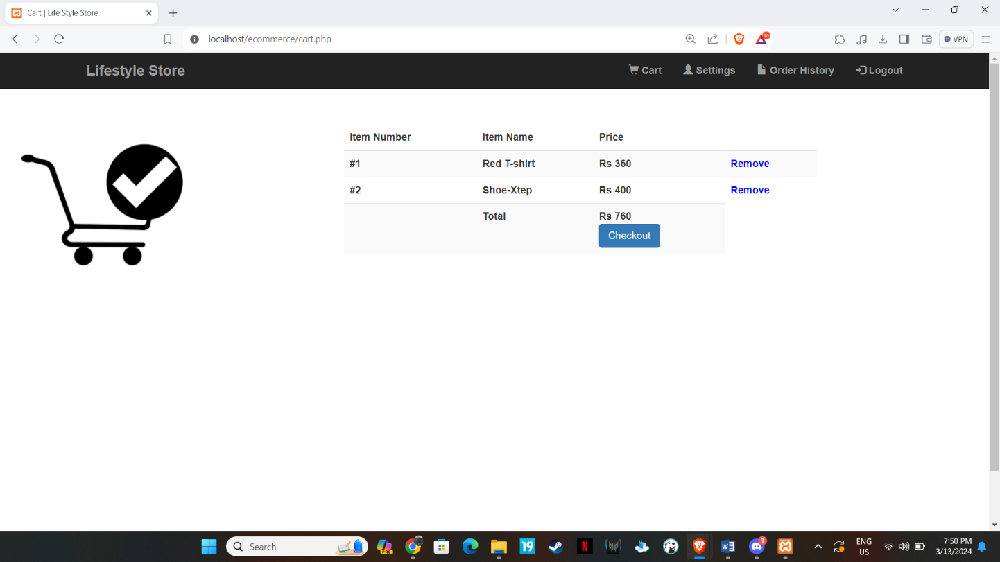 Cart | Life Style Store
localhost/ecommerce/cart.php
10
VPN
Lifestyle Store
Cart
Settings
Order History
Logout
Item Number Item Name Price
#1 Red T-shirt Rs 360 Remove
#2 Shoe-Xtep Rs 400 Remove
Total Rs 760
Checkout
Search
PRE
19
N
1
ENG
US
7:50 PM
3/13/2024